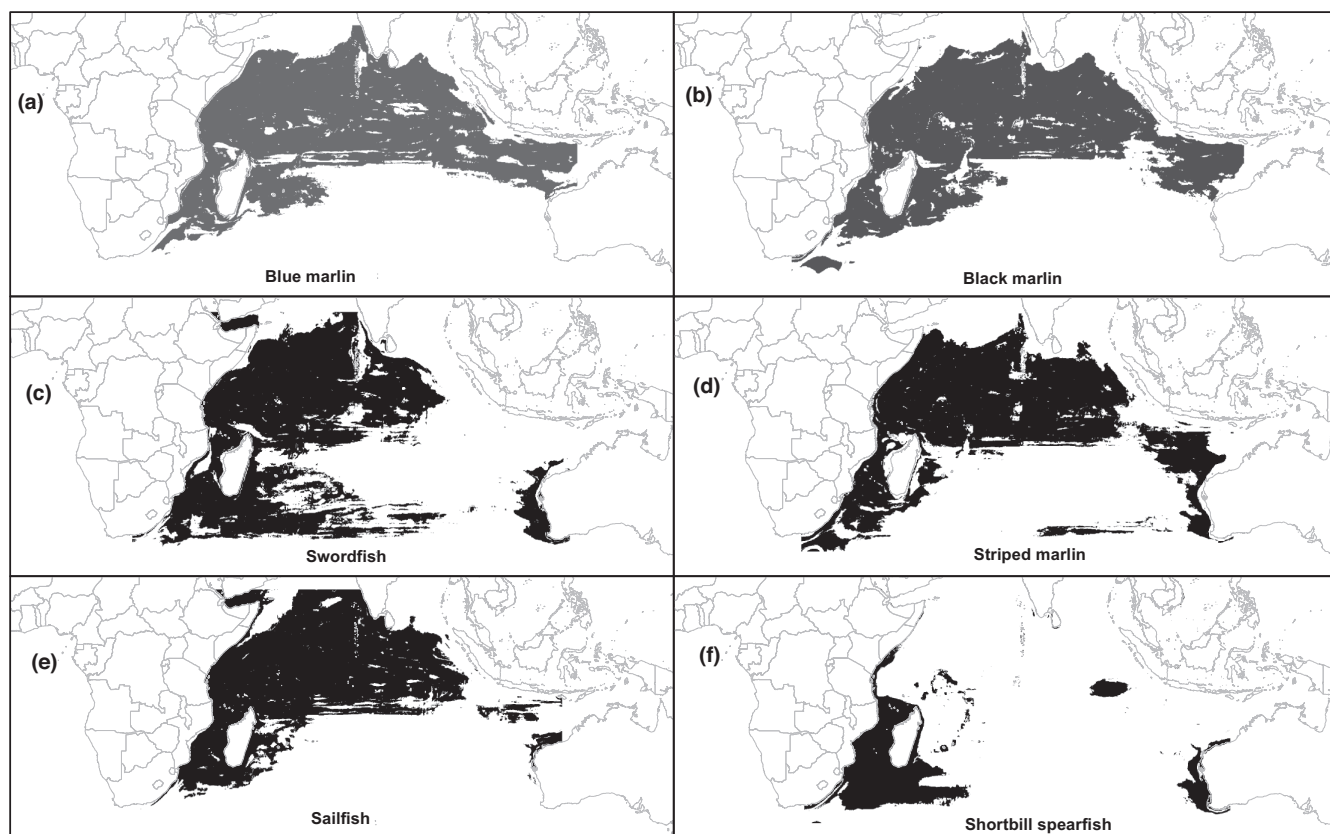 (a)
Blue marlin
(b)
Black marlin
(c)
Swordfish
(d)
Striped marlin
(e)
Sailfish
(f)
Shortbill spearfish